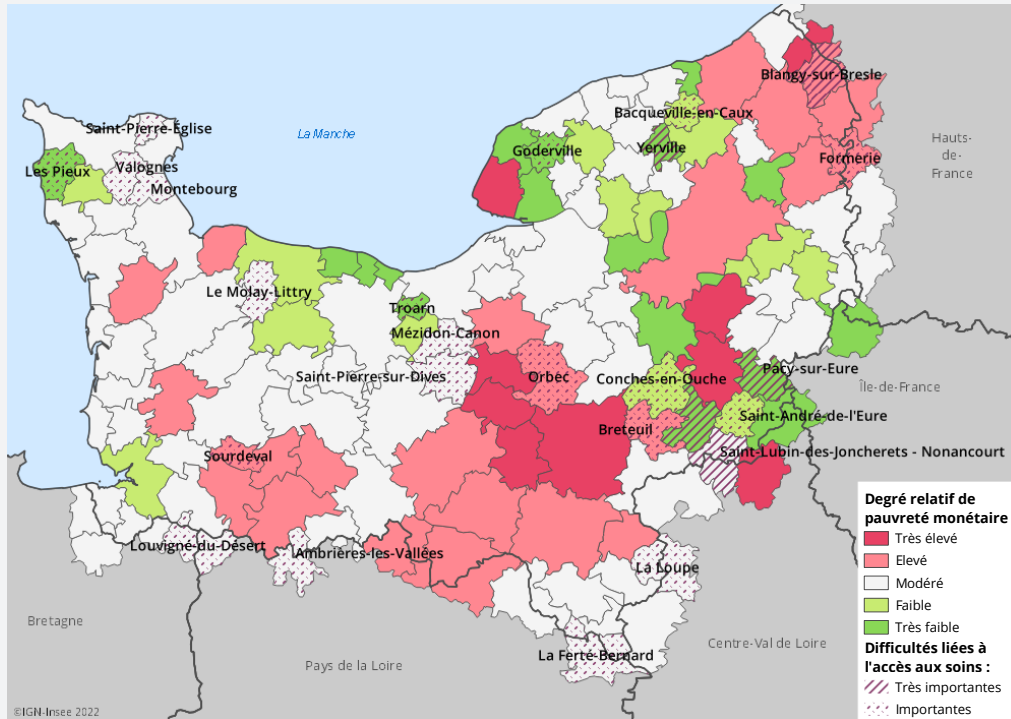 Blangy-sur-Bresle
Bacqueville-en-Caux
Saint-Pierre-Église
La Manche
Hauts-
de-
France
Goderville
Yerville
Formerie
Les Pieux
Valognes
Montebourg
Le Molay-Littry
Troarn
Mézidon-Canon
Saint-Pierre-sur-Dives
Orbec
Conches-en-Ouche
Pacy-sur-Eure
Île-de-France
Saint-André-de-l'Eure
Breteuil
Saint-Lubin-des-Joncherets - Nonancourt
Sourdeval
Louvigné-du-Désert
Ambrières-les-Vallées
La Loupe
La Ferté-Bernard
Bretagne
Pays de la Loire
Centre-Val de Loire
Degré relatif de
pauvreté monétaire
Très élevé
Elevé
Modéré
Faible
Très faible
Difficultés liées à
l'accès aux soins :
Très importantes
Importantes
©IGN-Insee 2022